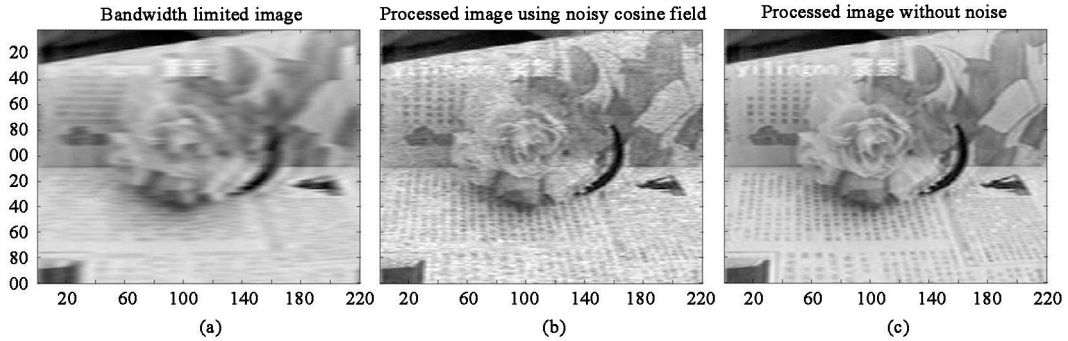 Bandwidth limited image
Processed image using noisy cosine field
Processed image without noise
20
40
60
80
00
20
40
60
80
00
20 60 100 140 180 220
20 60 100 140 180 220
20 60 100 140 180 220
(a)
(b)
(c)